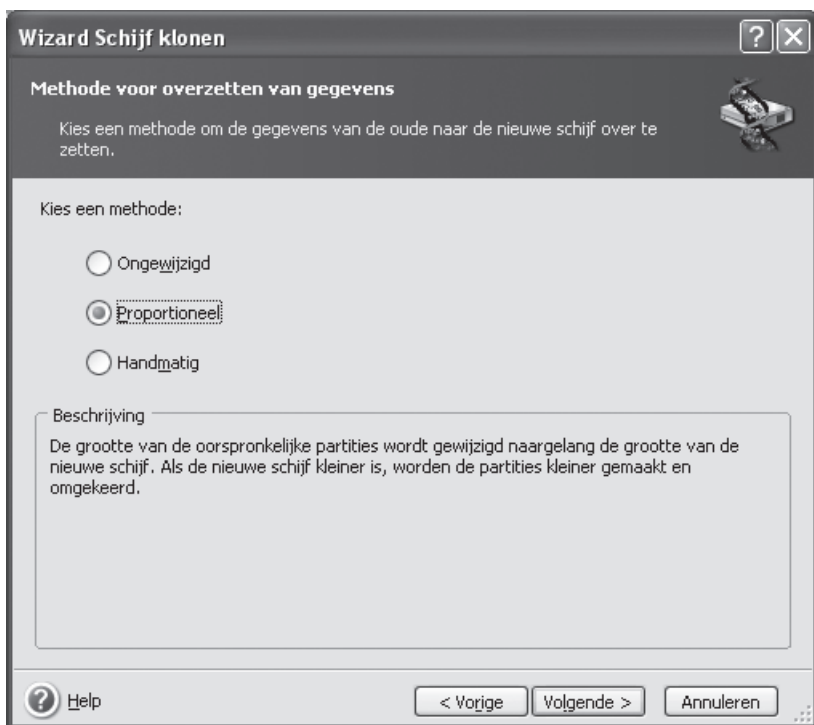 Wizard Schijf klonen
Methode voor overzetten van gegevens
Kies een methode om de gegevens van de oude naar de nieuwe schijf over te
zetten.
Kies een methode:
Ongewijzigd
Proportioneel
Handmatig
Beschrijving
De grootte van de oorspronkelijke partities wordt gewijzigd naargelang de grootte van de
nieuwe schijf. Als de nieuwe schijf kleiner is, worden de partities kleiner gemaakt en
omgekeerd.
Help
< Vorige
Volgende >
Annuleren